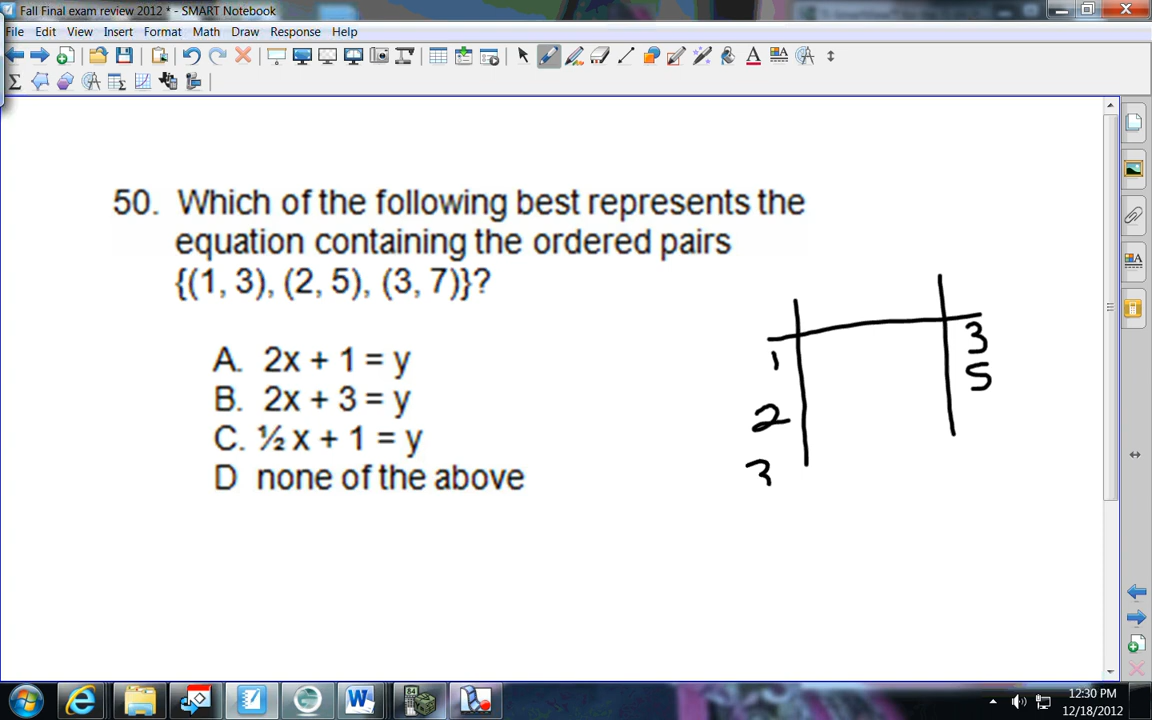 Fall Final exam review 2012 * - SMART Notebook
File Edit View Insert Format Math Draw Response Help
50. Which of the following best represents the
equation containing the ordered pairs
{(1, 3), (2, 5), (3, 7)}?
A. 2x + 1 = y
B. 2x + 3 = y
C. ½ x + 1 = y
D none of the above
1 3
5
2
3
12:30 PM
12/18/2012